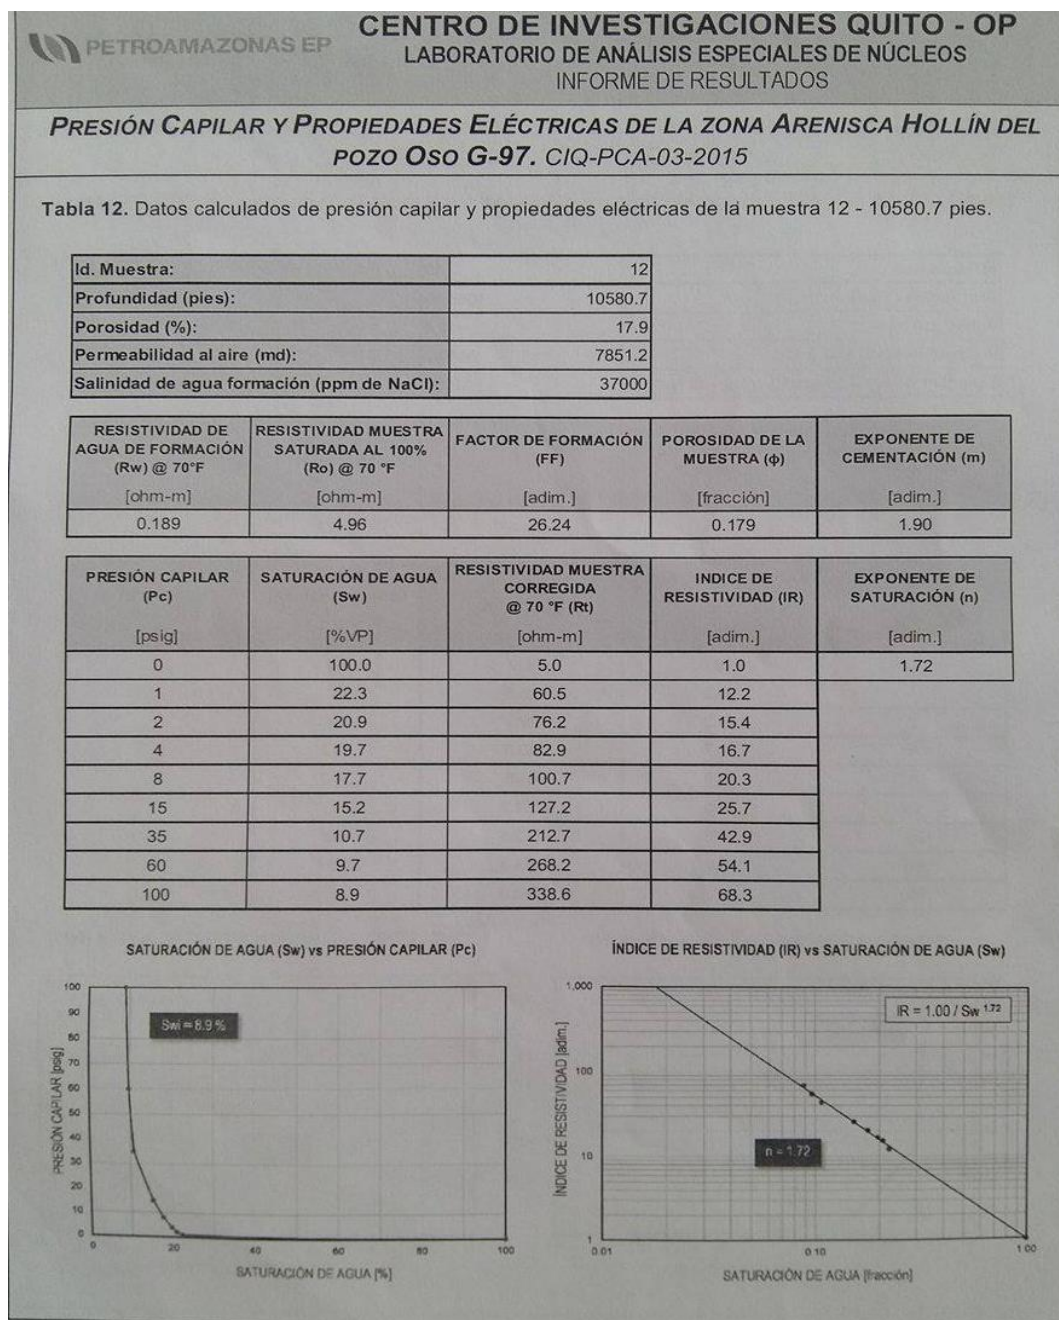 PETROAMAZONAS EP
CENTRO DE INVESTIGACIONES QUITO - OP
LABORATORIO DE ANÁLISIS ESPECIALES DE NÚCLEOS
INFORME DE RESULTADOS
PRESIÓN CAPILAR Y PROPIEDADES ELÉCTRICAS DE LA ZONA ARENISCA HOLLÍN DEL
POZO OSO G-97. CIQ-PCA-03-2015
Tabla 12. Datos calculados de presión capilar y propiedades eléctricas de la muestra 12 - 10580.7 pies.
Id. Muestra: 12
Profundidad (pies): 10580.7
Porosidad (%): 17.9
Permeabilidad al aire (md): 7851.2
Salinidad de agua formación (ppm de NaCl): 37000
RESISTIVIDAD DE AGUA DE FORMACIÓN (Rw) @ 70°F [ohm-m]
RESISTIVIDAD MUESTRA SATURADA AL 100% (Ro) @ 70 °F [ohm-m]
FACTOR DE FORMACIÓN (FF) [adim.]
POROSIDAD DE LA MUESTRA (ϕ) [fracción]
EXPONENTE DE CEMENTACIÓN (m) [adim.]
0.189 4.96 26.24 0.179 1.90
PRESIÓN CAPILAR (Pc) [psig]
SATURACIÓN DE AGUA (Sw) [%VP]
RESISTIVIDAD MUESTRA CORREGIDA @ 70 °F (Rt) [ohm-m]
INDICE DE RESISTIVIDAD (IR) [adim.]
EXPONENTE DE SATURACIÓN (n) [adim.]
0 100.0 5.0 1.0 1.72
1 22.3 60.5 12.2
2 20.9 76.2 15.4
4 19.7 82.9 16.7
8 17.7 100.7 20.3
15 15.2 127.2 25.7
35 10.7 212.7 42.9
60 9.7 268.2 54.1
100 8.9 338.6 68.3
SATURACIÓN DE AGUA (Sw) vs PRESIÓN CAPILAR (Pc)
PRESIÓN CAPILAR [psig]
100
90
80
70
60
50
40
30
20
10
0
Swi = 8.9 %
0 20 40 60 80 100
SATURACIÓN DE AGUA [%]
ÍNDICE DE RESISTIVIDAD (IR) vs SATURACIÓN DE AGUA (Sw)
ÍNDICE DE RESISTIVIDAD [adim.]
1,000
100
10
1
IR = 1.00 / Sw 1.72
n = 1.72
0.01 0.10 1.00
SATURACIÓN DE AGUA [fracción]